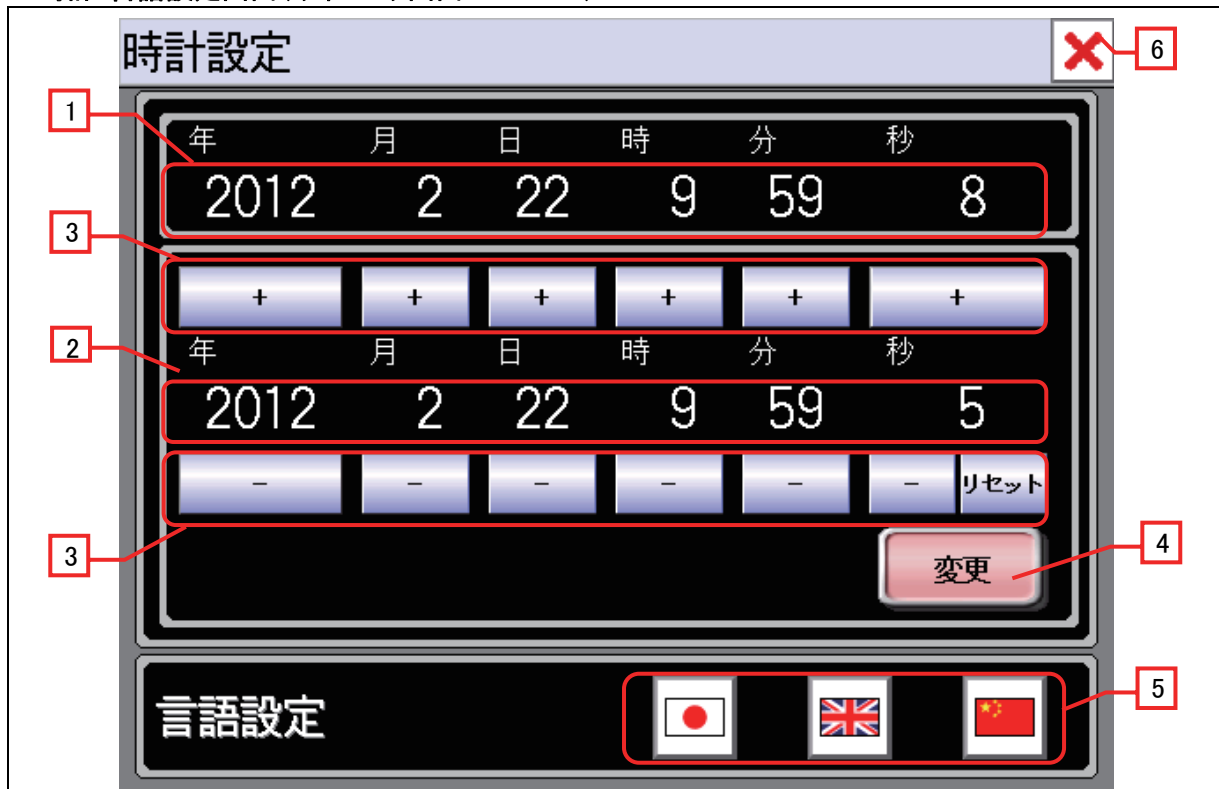 時計設定
6
1
年 月 日 時 分 秒
2012 2 22 9 59 8
3
+ + + + + +
2
年 月 日 時 分 秒
2012 2 22 9 59 5
- - - - - - リセット
3
4
変更
5
言語設定